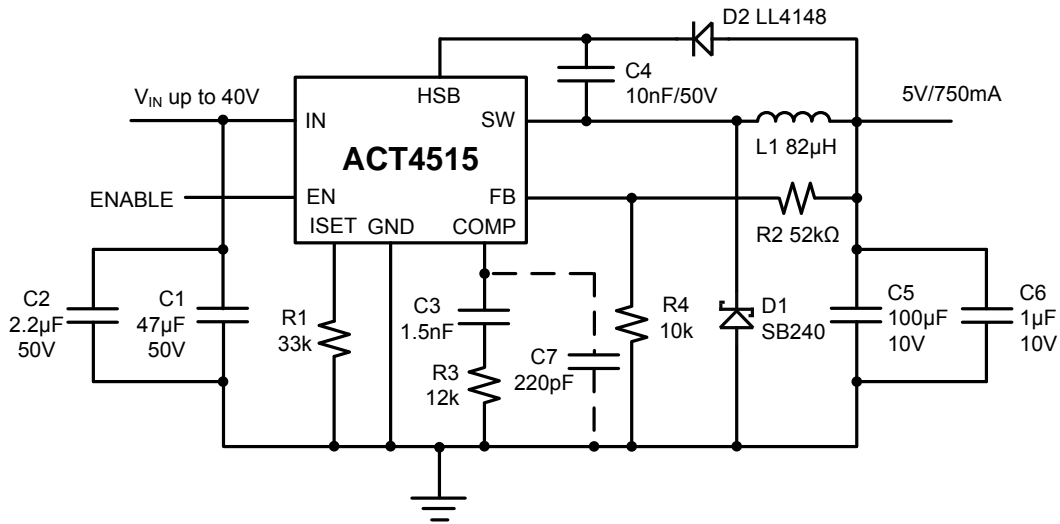 D2 LL4148
C4
10nF/50V
V_IN up to 40V
HSB
5V/750mA
IN
SW
L1 82µH
ACT4515
ENABLE
EN
FB
ISET
GND
COMP
R2 52kΩ
C2
2.2µF
50V
C1
47µF
50V
R1
33k
C3
1.5nF
R3
12k
C7
220pF
R4
10k
D1
SB240
C5
100µF
10V
C6
1µF
10V